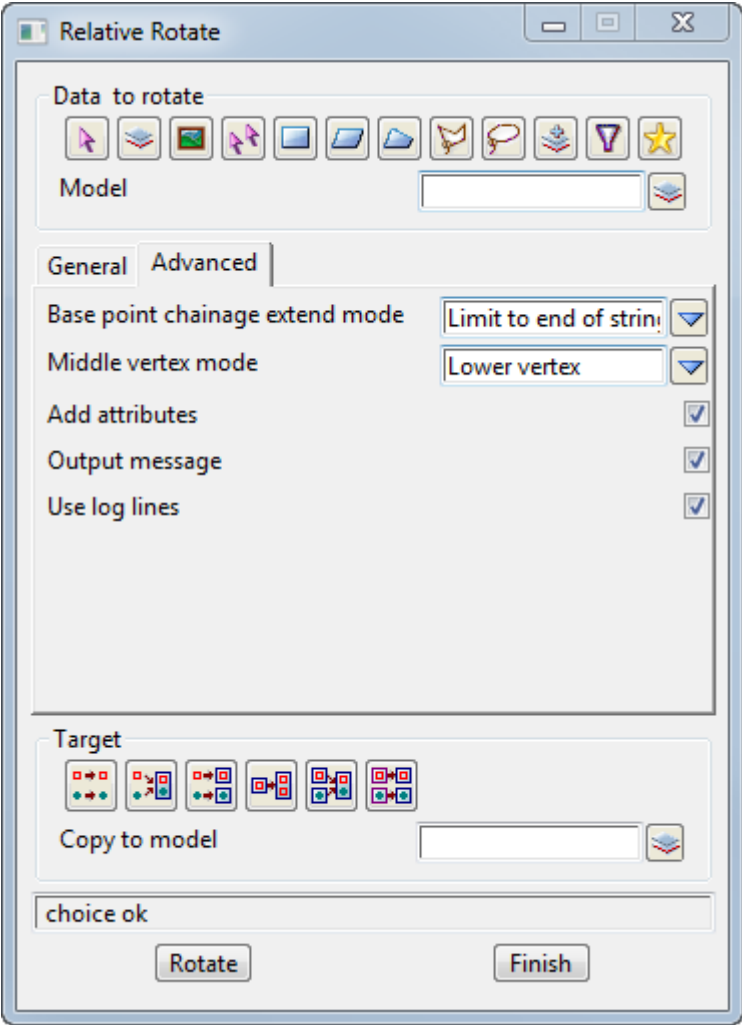 Relative Rotate
Data to rotate
Model
General Advanced
Base point chainage extend mode Limit to end of string
Middle vertex mode Lower vertex
Add attributes
Output message
Use log lines
Target
Copy to model
choice ok
Rotate Finish